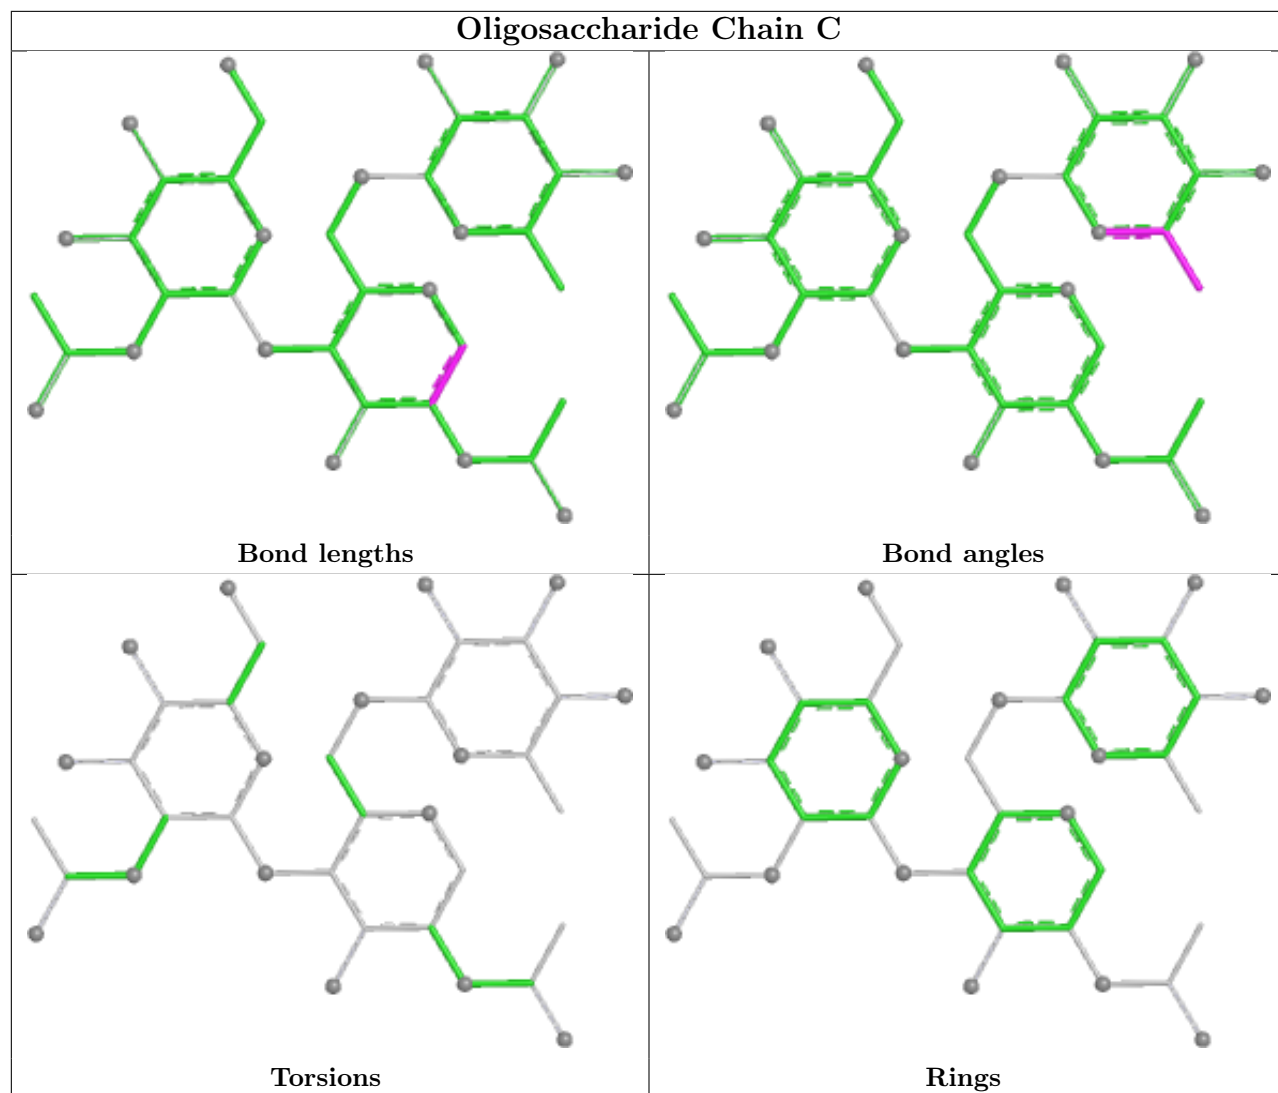 Oligosaccharide Chain C
Bond lengths
Bond angles
Torsions
Rings